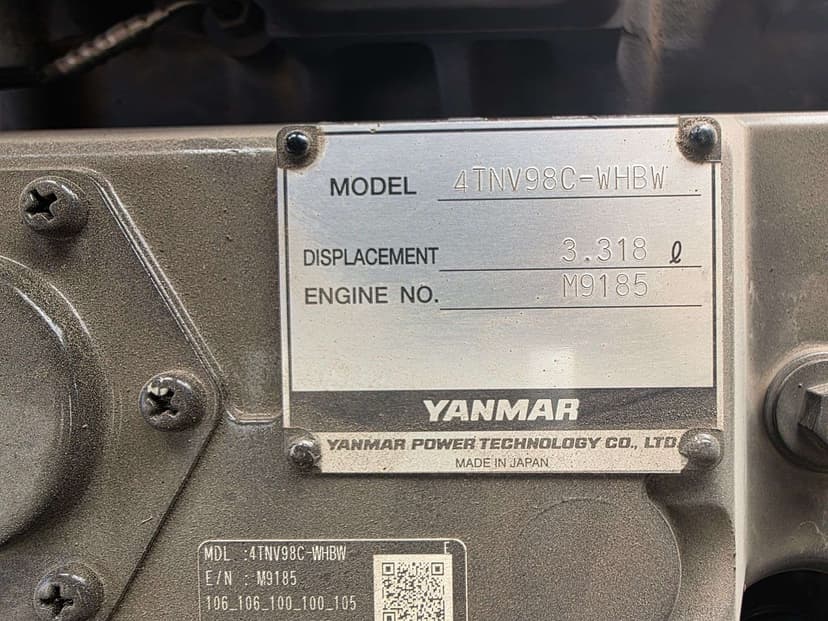 MODEL 4TNV98C-WHBW
DISPLACEMENT 3.318 ℓ
ENGINE NO. M9185
YANMAR
YANMAR POWER TECHNOLOGY CO., LTD.
MADE IN JAPAN
MDL :4TNV98C-WHBW E
E/N : M9185
106_106_100_100_105